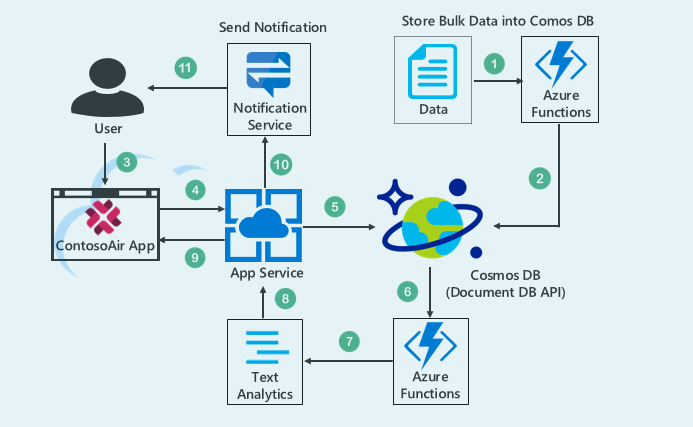 Store Bulk Data into Comos DB
Send Notification
1
Data
Azure
Functions
11
Notification
Service
User
2
3
10
4
5
ContosoAir App
9
App Service
Cosmos DB
(Document DB API)
6
8
7
Text
Analytics
Azure
Functions